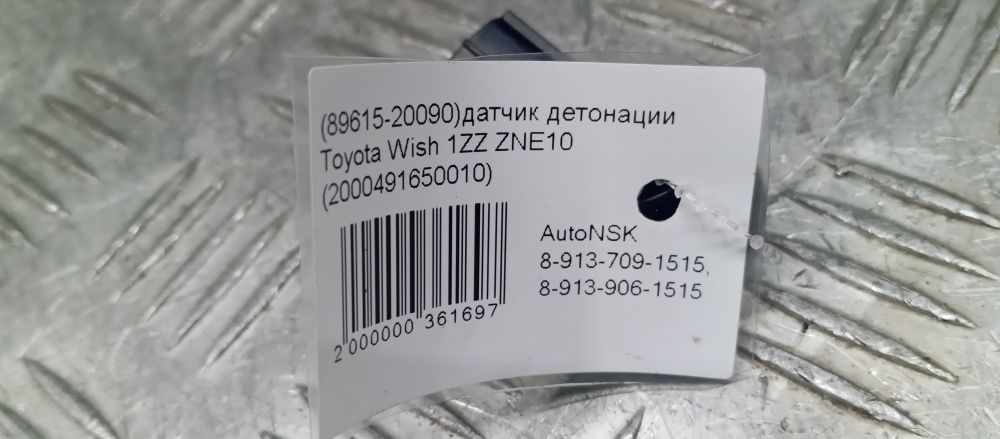 (89615-20090)датчик детонации
Toyota Wish 1ZZ ZNE10
(2000491650010)
AutoNSK
8-913-709-1515,
8-913-906-1515
2 000000 361697